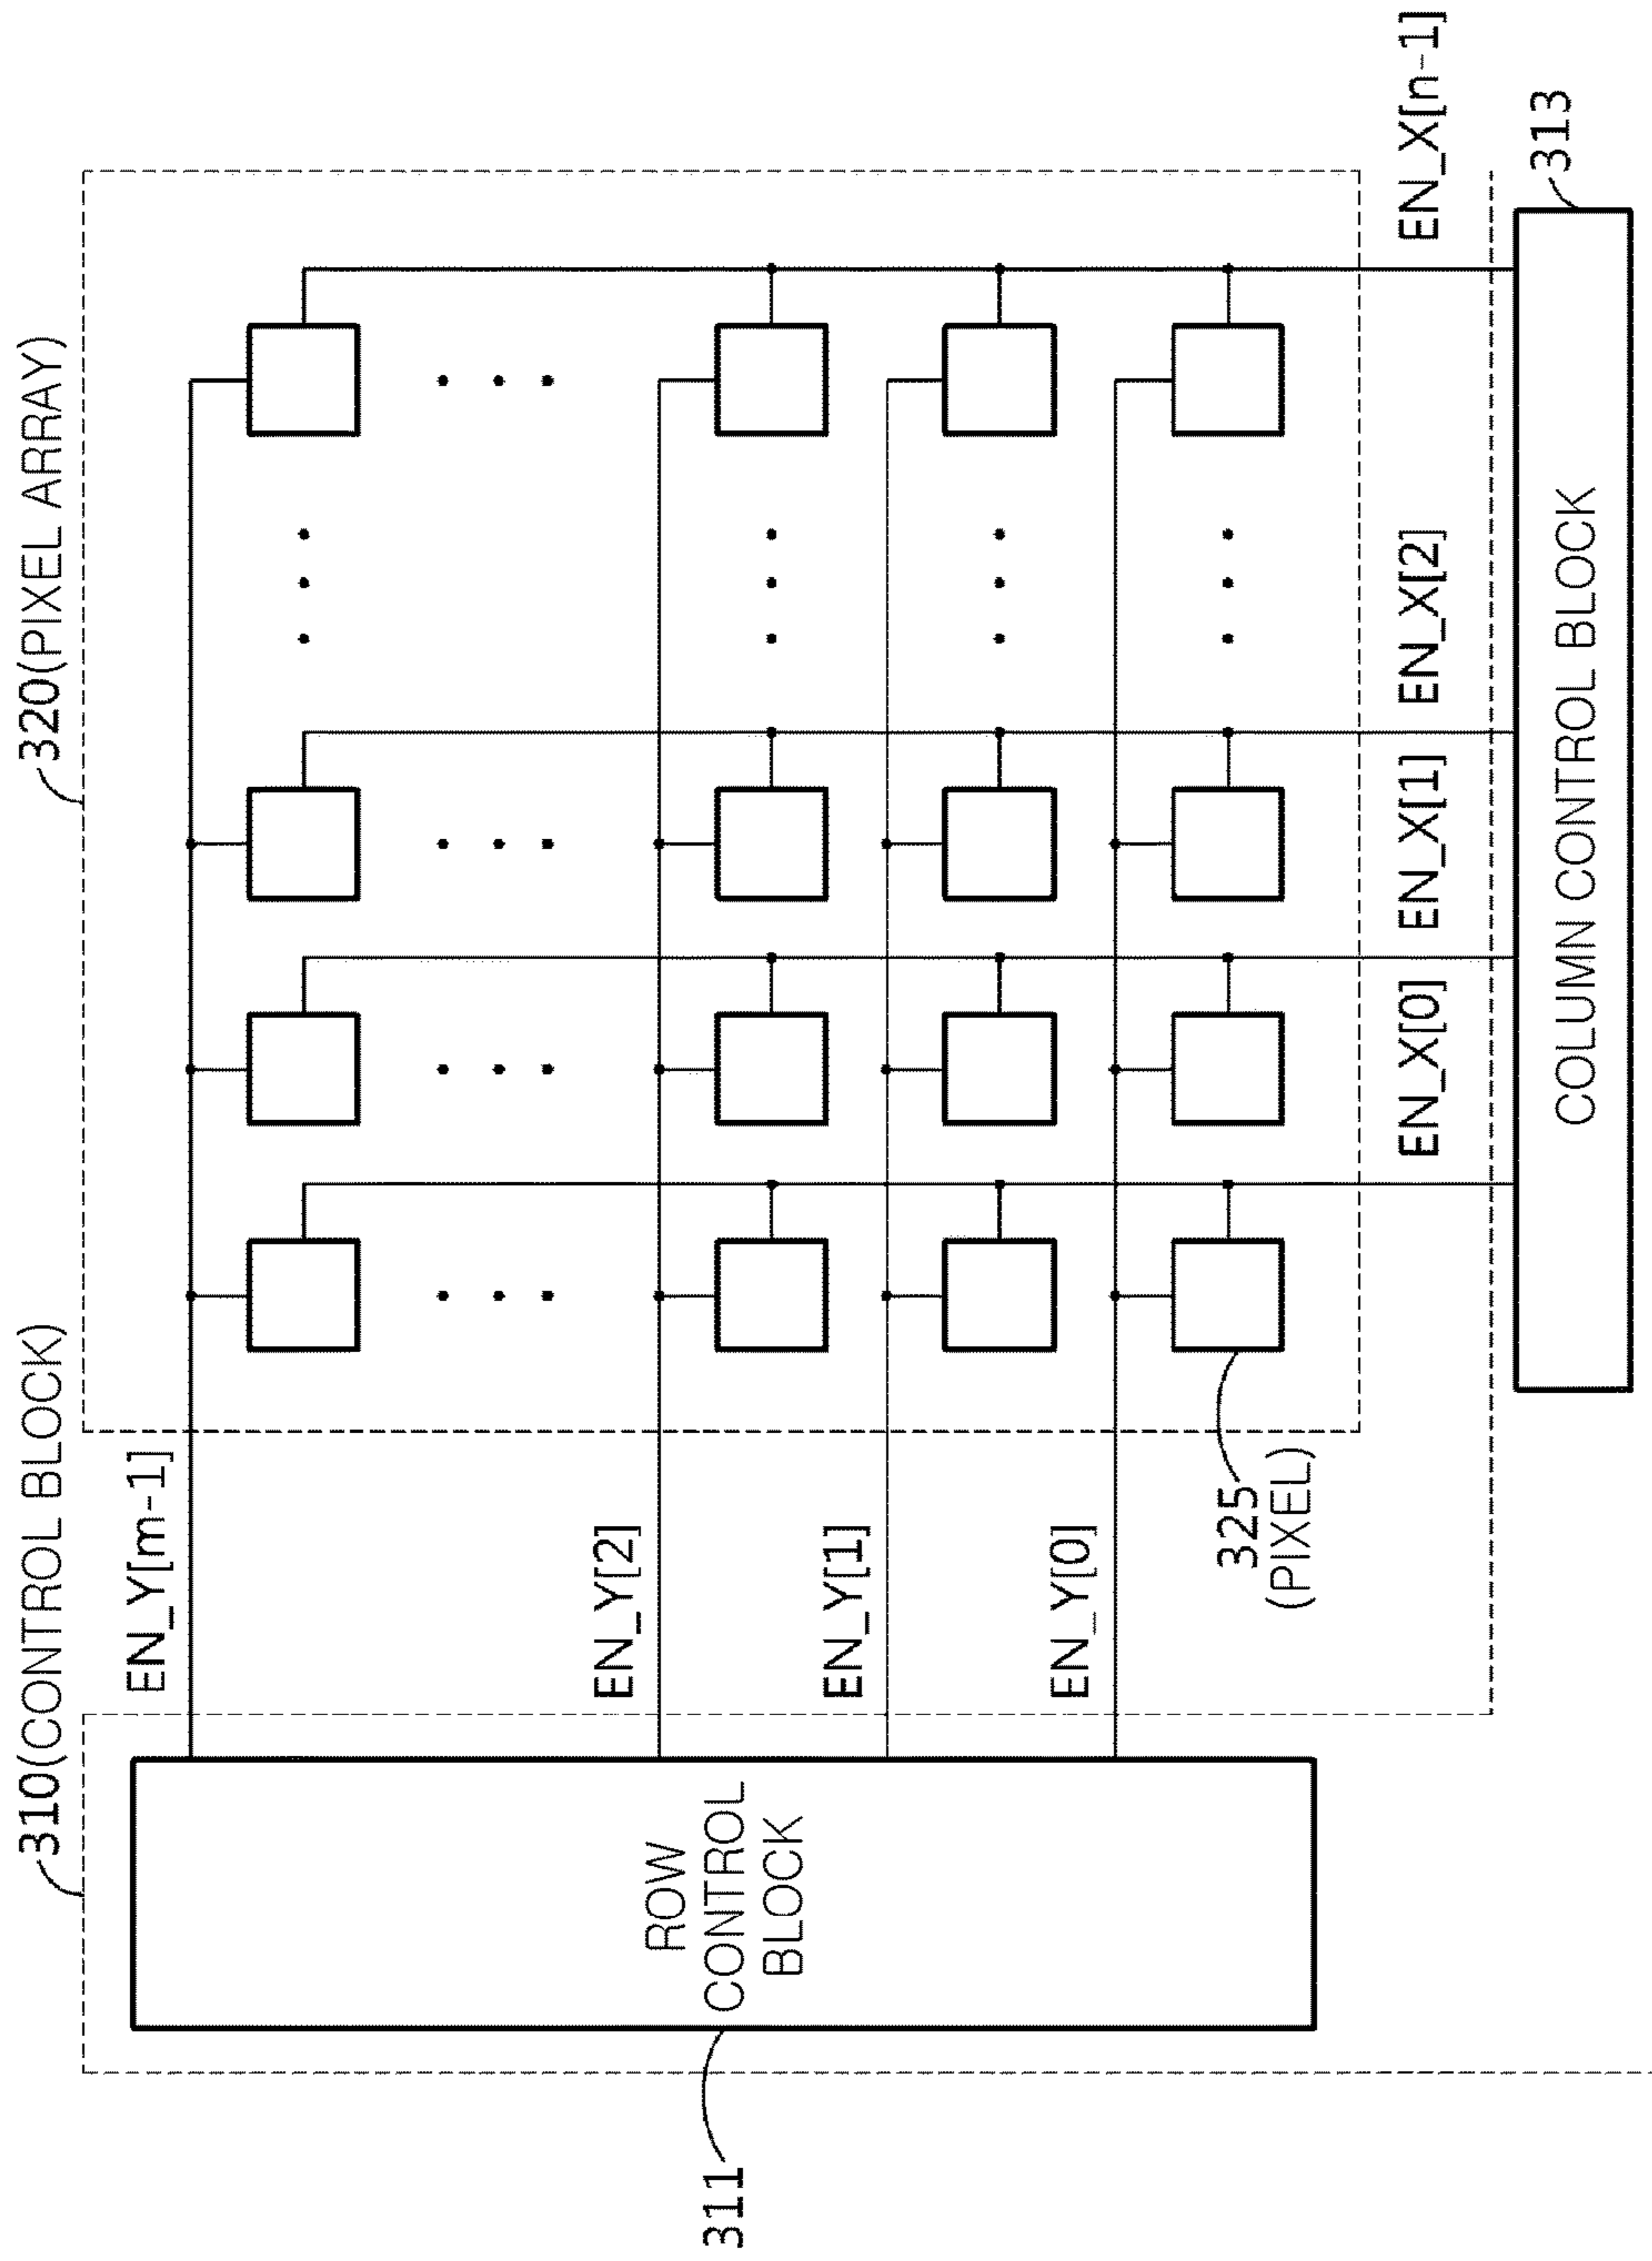 310(CONTROL BLOCK)
320(PIXEL ARRAY)
EN_Y[m-1]
EN_Y[2]
EN_Y[1]
EN_Y[0]
311
ROW
CONTROL
BLOCK
325
(PIXEL)
EN_X[0]
EN_X[1]
EN_X[2]
EN_X[n-1]
COLUMN CONTROL BLOCK
313